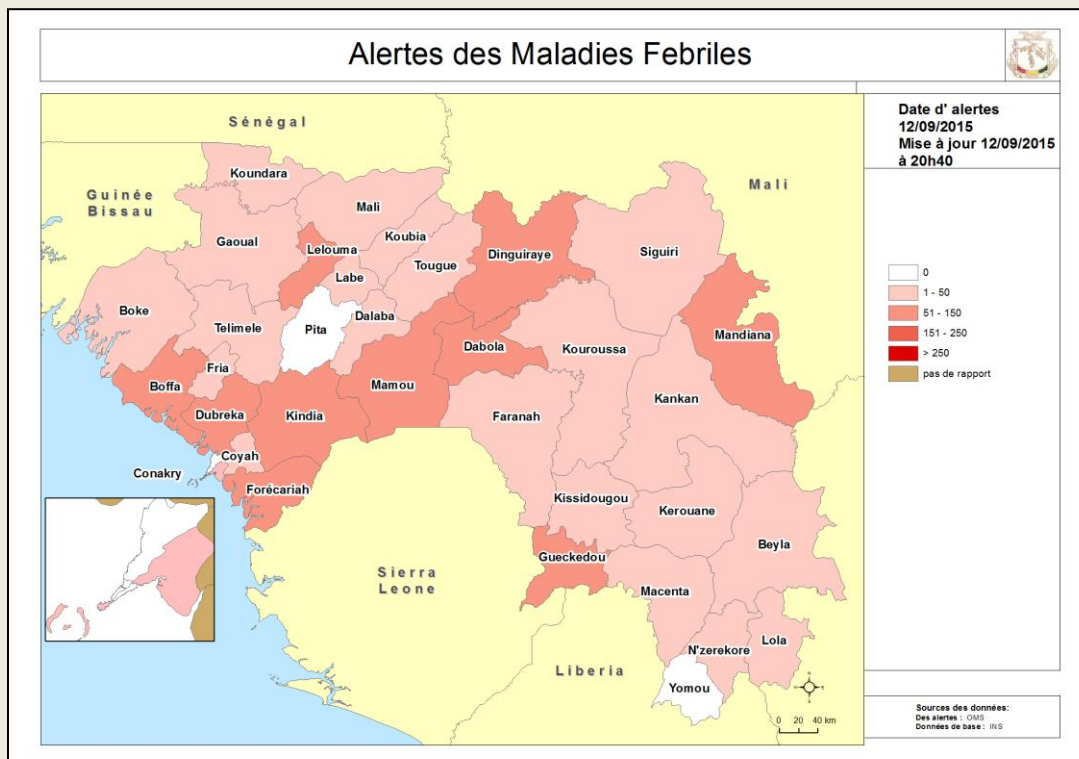 Alertes des Maladies Febriles
Date d' alertes
12/09/2015
Mise à jour 12/09/2015
à 20h40
Sénégal
Guinée
Bissau
Mali
Koundara
Mali
Gaoual
Koubia
Lelouma
Dinguiraye
Siguiri
Tougue
Labe
Boke
Telimele
Pita
Dalaba
Mandiana
Dabola
Kouroussa
Fria
Boffa
Mamou
Kankan
Dubreka
Kindia
Faranah
Coyah
Conakry
Forécariah
Kissidougou
Kerouane
Beyla
Gueckedou
Sierra
Leone
Macenta
N'zerekore
Lola
Liberia
Yomou
0
1 - 50
51 - 150
151 - 250
> 250
pas de rapport
0 20 40 km
Sources des données:
Des alertes : OMS
Données de base : INS